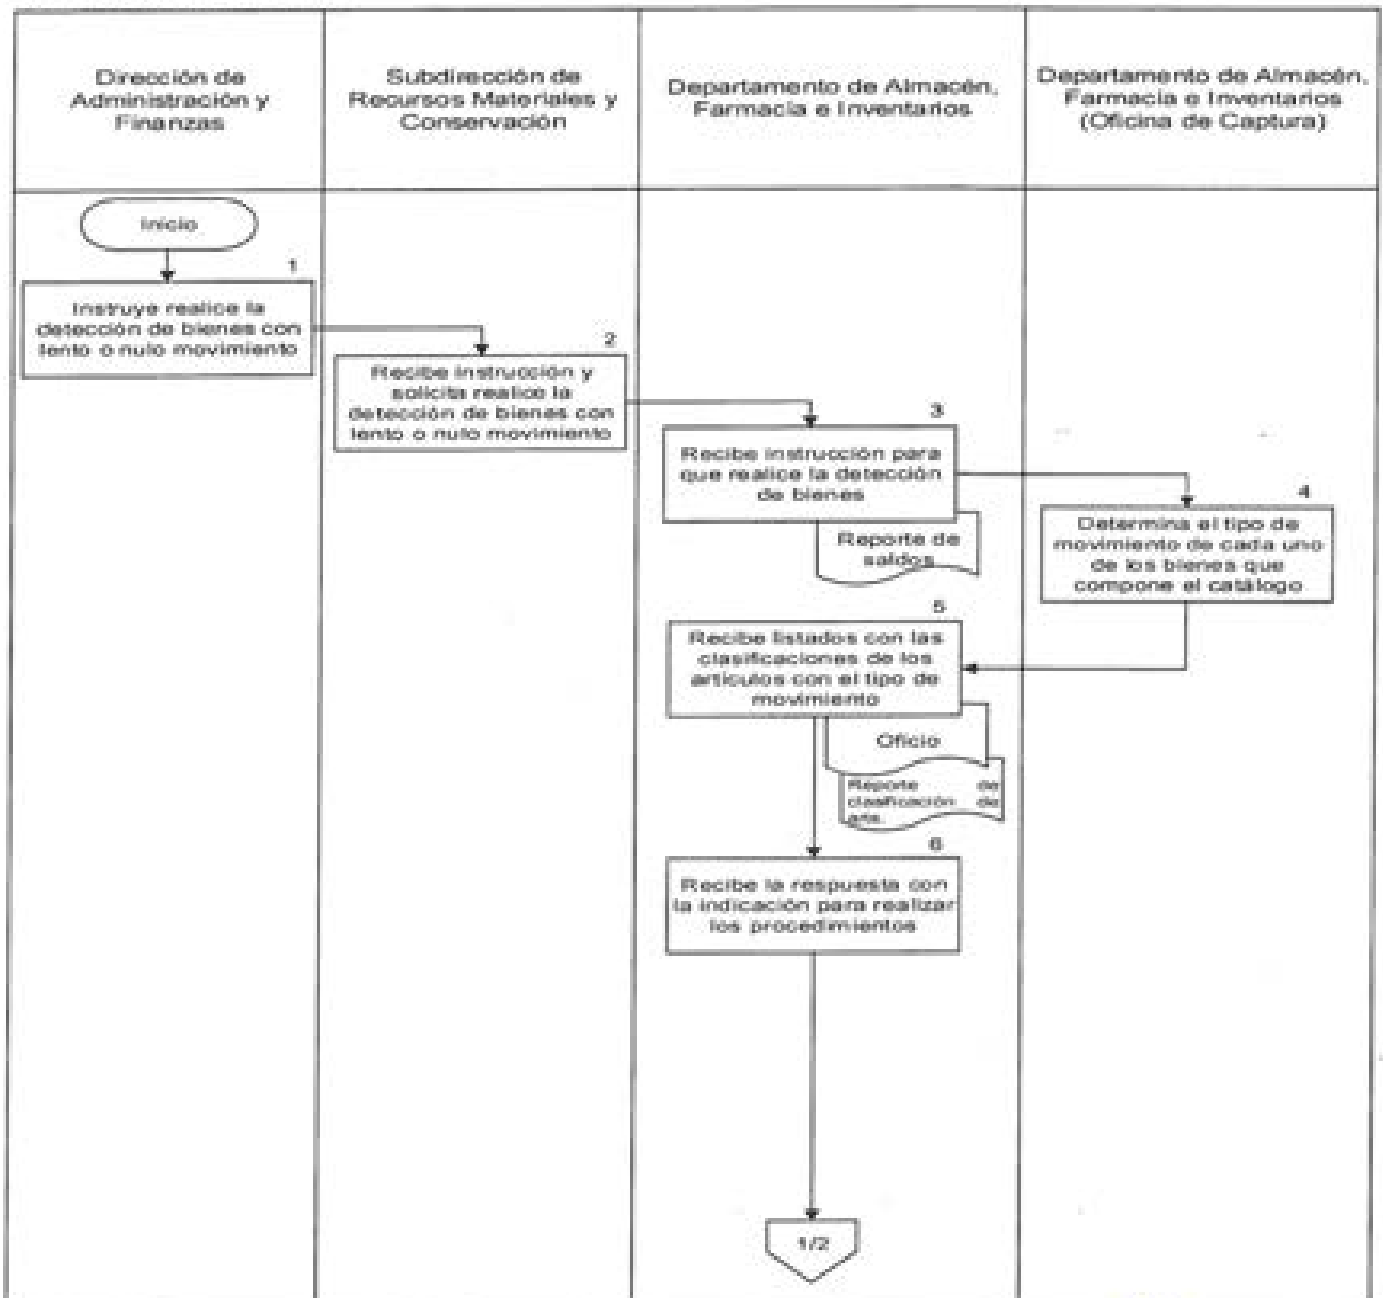 Dirección de
Administración y
Finanzas
Subdirección de
Recursos Materiales y
Conservación
Departamento de Almacén,
Farmacia e Inventarios
Departamento de Almacén,
Farmacia e Inventarios
(Oficina de Captura)
Inicio
1
Instruye realice la
detección de bienes con
lento o nulo movimiento
2
Recibe instrucción y
solicita realice la
detección de bienes con
lento o nulo movimiento
3
Recibe instrucción para
que realice la detección
de bienes
Reporte de
saldos
4
Determina el tipo de
movimiento de cada uno
de los bienes que
compone el catálogo
5
Recibe listados con las
clasificaciones de los
artículos con el tipo de
movimiento
Oficio
Reporte de
clasificación de
arts.
6
Recibe la respuesta con
la indicación para realizar
los procedimientos
1/2